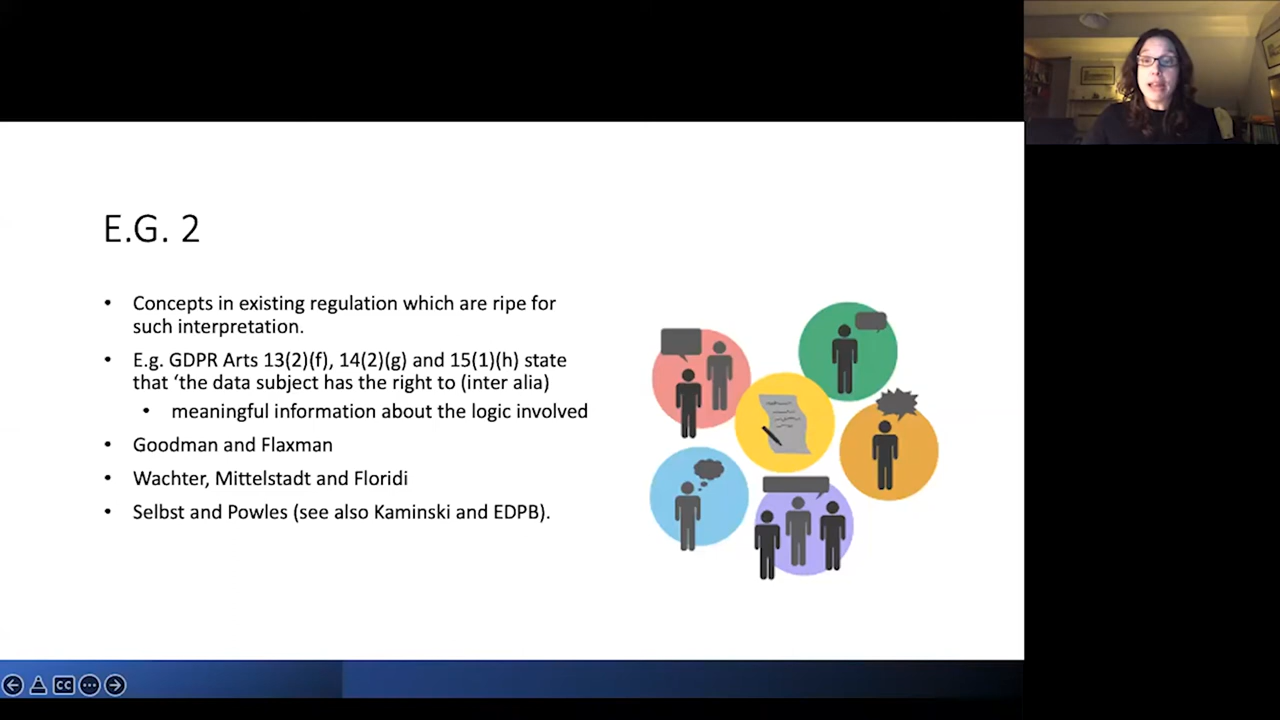 E.G. 2
• Concepts in existing regulation which are ripe for
such interpretation.
• E.g. GDPR Arts 13(2)(f), 14(2)(g) and 15(1)(h) state
that ‘the data subject has the right to (inter alia)
• meaningful information about the logic involved
• Goodman and Flaxman
• Wachter, Mittelstadt and Floridi
• Selbst and Powles (see also Kaminski and EDPB).
CC